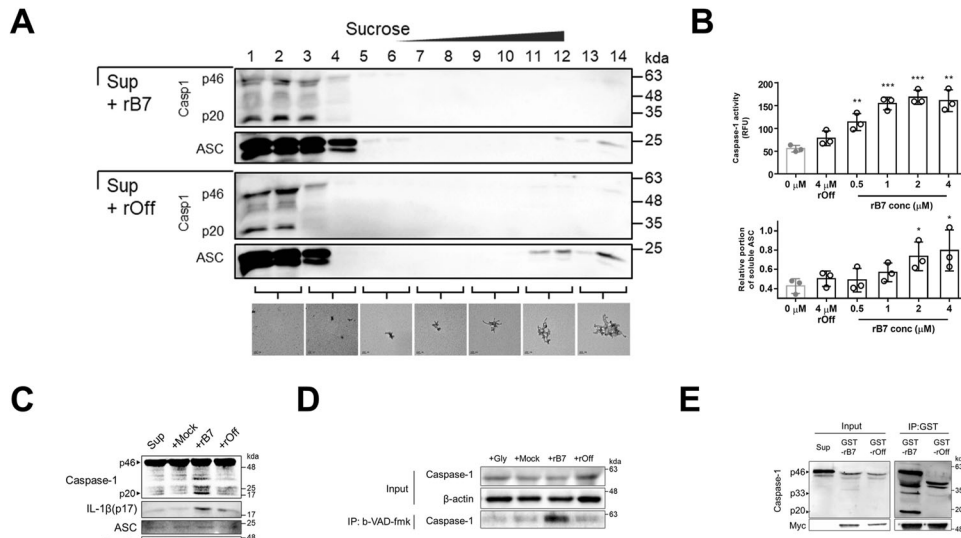 A
Sucrose
1 2 3 4 5 6 7 8 9 10 11 12 13 14 kda
Sup + rB7
Casp1
p46
p20
63
48
35
ASC
25
Sup + rOff
Casp1
p46
p20
63
48
35
ASC
25
B
Caspase-1 activity (RFU)
200
150
100
50
0
** *** *** **
0 μM
4 μM rOff
0.5 1 2 4
rB7 conc (μM)
Relative portion of soluble ASC
1.0
0.8
0.6
0.4
* *
0 μM
4 μM rOff
0.5 1 2 4
rB7 conc (μM)
C
Sup +Mock +rB7 +rOff
kda
Caspase-1
p46
p20
48
25
17
IL-1β(p17)
17
ASC
25
48
D
+Gly +Mock +rB7 +rOff
kda
Input
Caspase-1
63
β-actin
48
IP: b-VAD-fmk
Caspase-1
63
E
Input
IP:GST
Sup GST-rB7 GST-rOff
GST-rB7 GST-rOff
kda
Caspase-1
p46
p33
p20
63
48
35
25
20
Myc
48